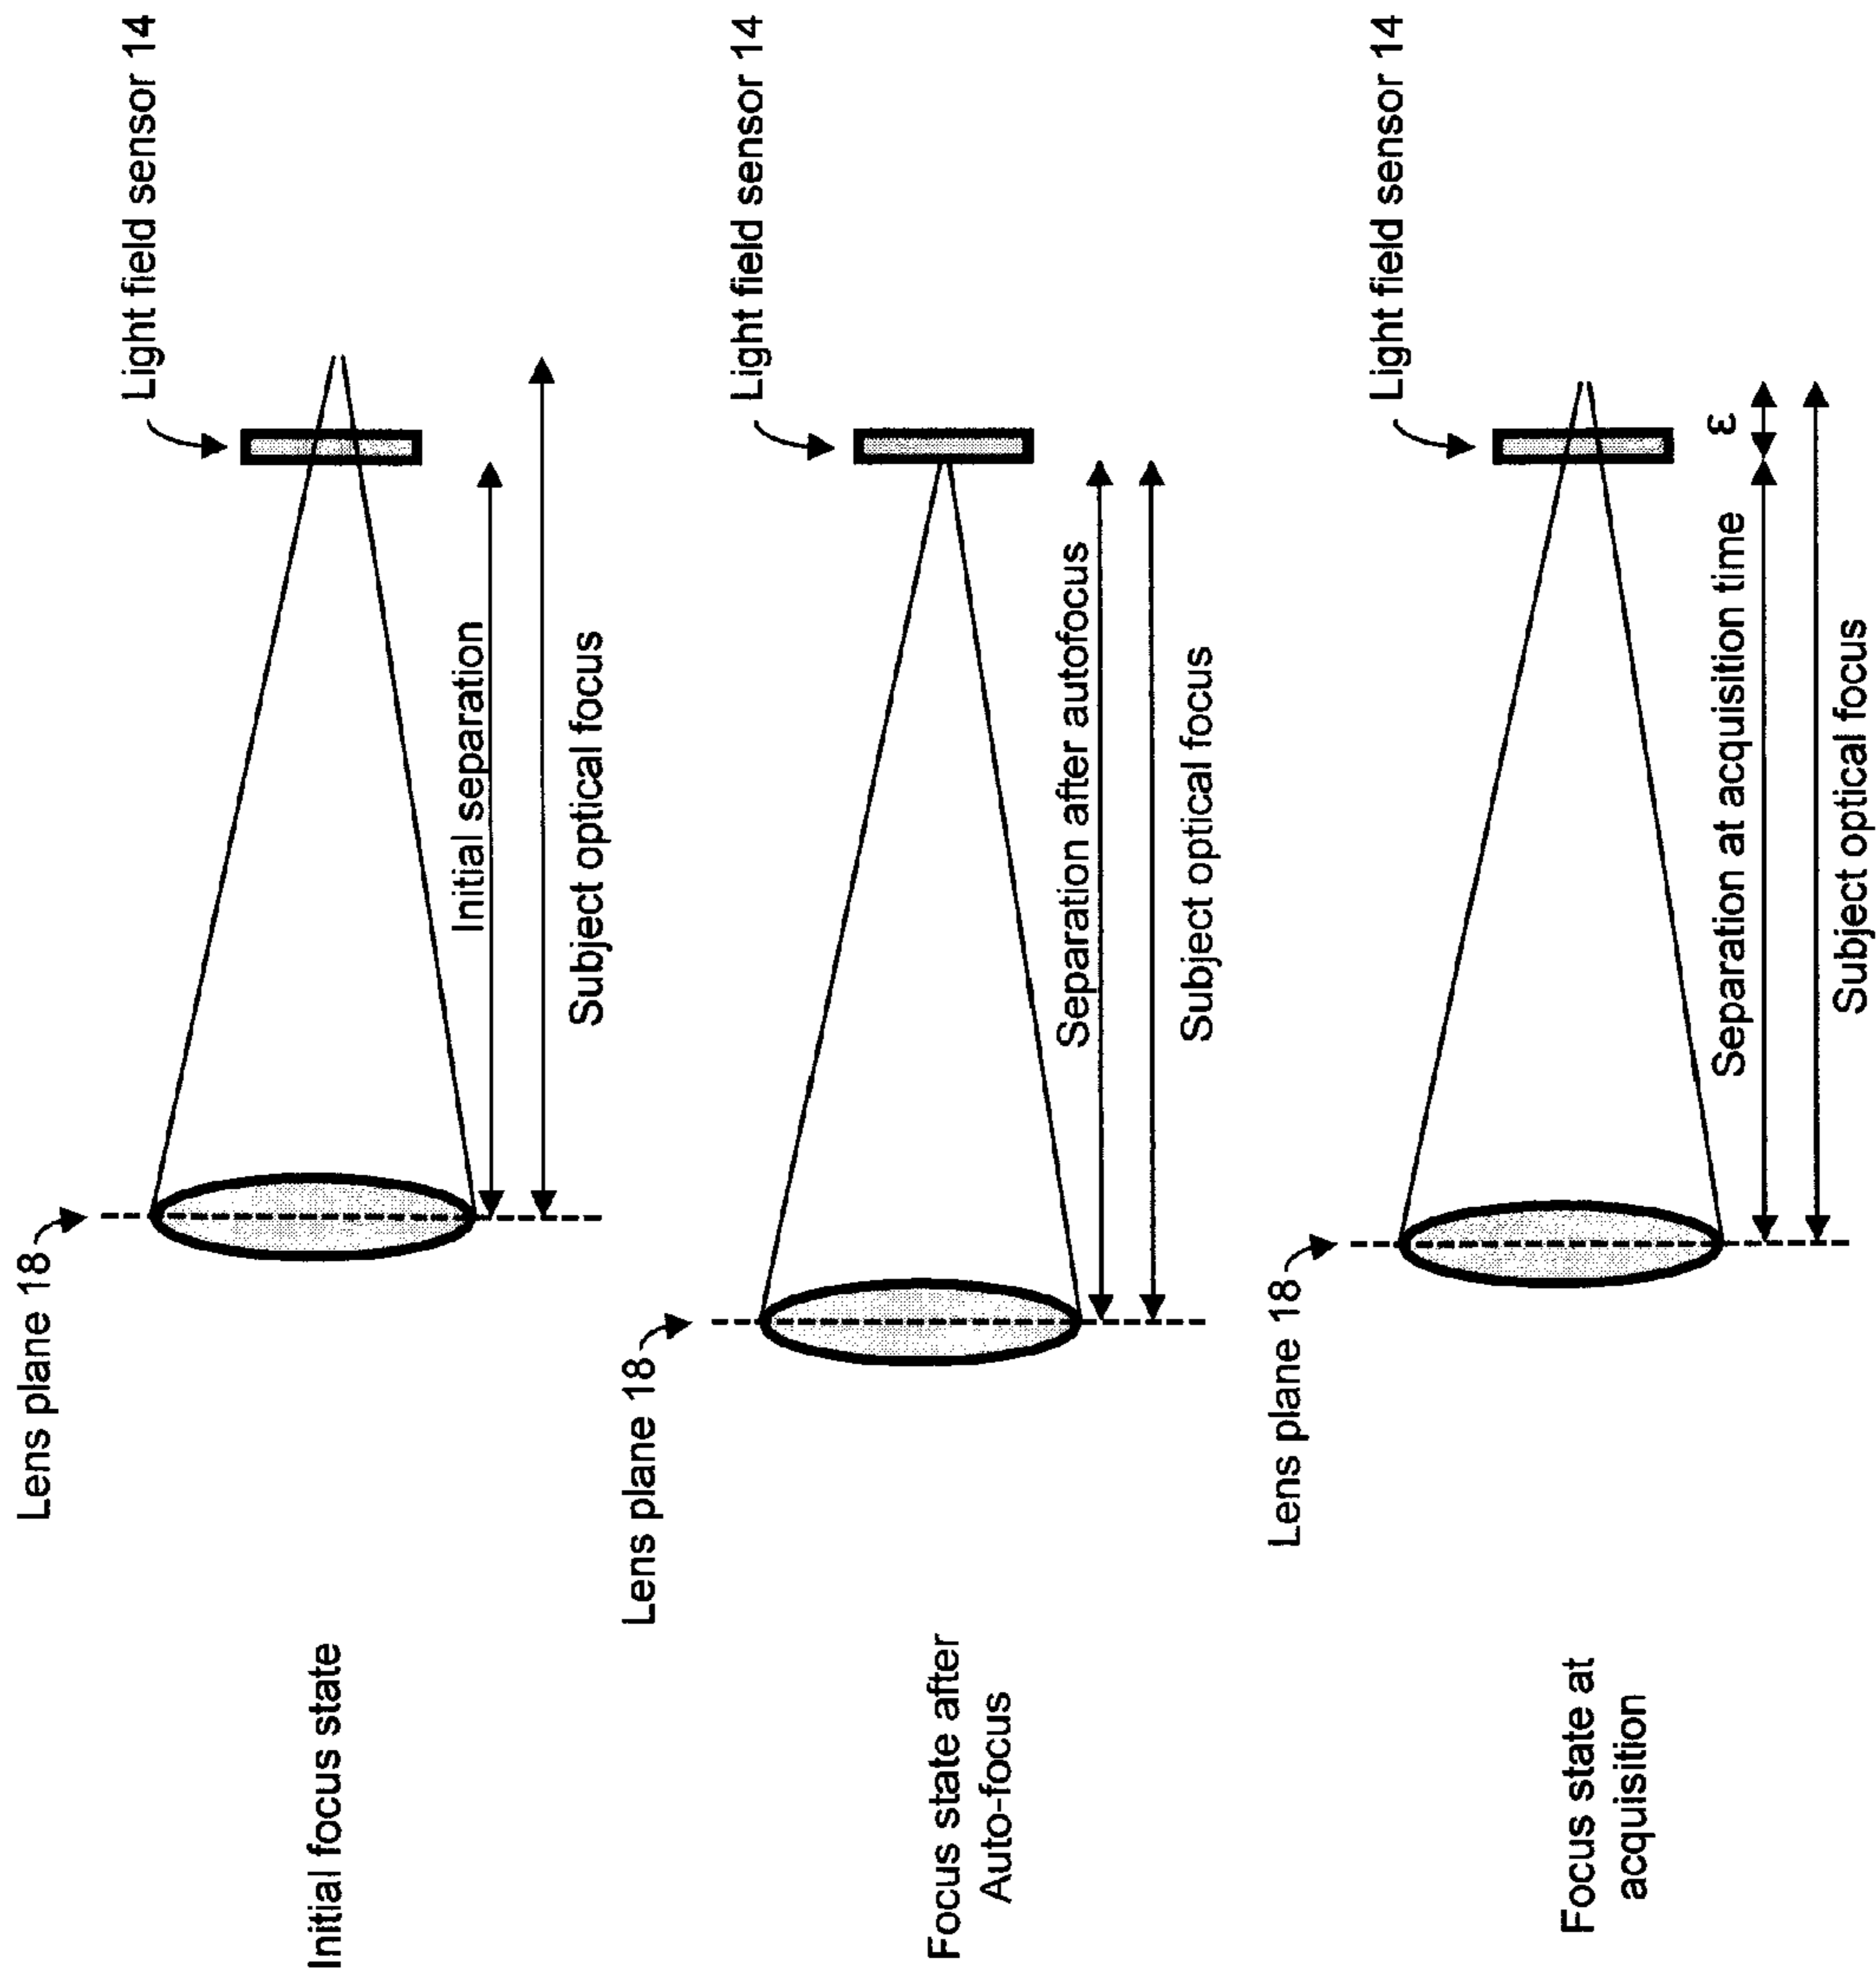 Initial focus state
Lens plane 18
Light field sensor 14
Initial separation
Subject optical focus
Focus state after
Auto-focus
Lens plane 18
Light field sensor 14
Separation after autofocus
Subject optical focus
Focus state at
acquisition
Lens plane 18
Light field sensor 14
Separation at acquisition time
ε
Subject optical focus